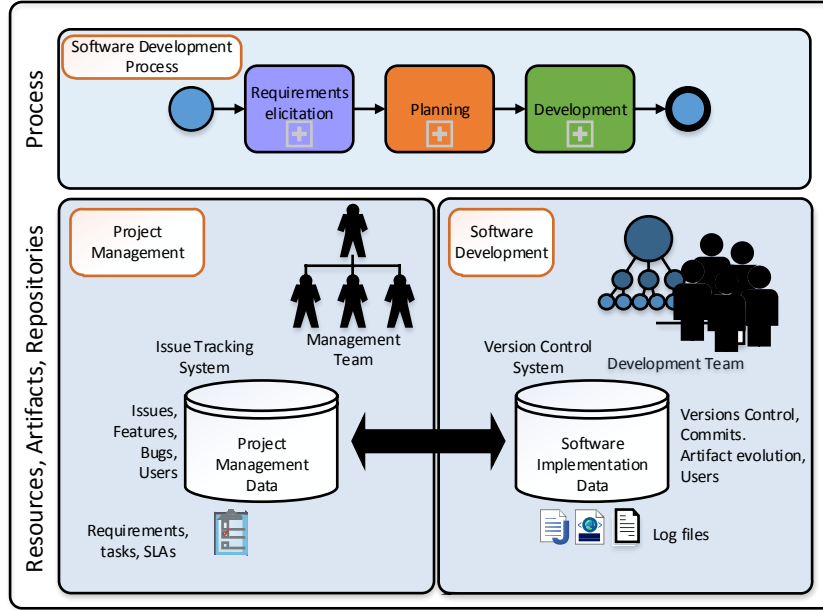 Process
Software Development
Process
Requirements
elicitation
Planning
Development
Resources, Artifacts, Repositories
Project
Management
Management
Team
Issue Tracking
System
Issues,
Features,
Bugs,
Users
Project
Management
Data
Requirements,
tasks, SLAs
Software
Development
Development Team
Version Control
System
Software
Implementation
Data
Versions Control,
Commits.
Artifact evolution,
Users
Log files